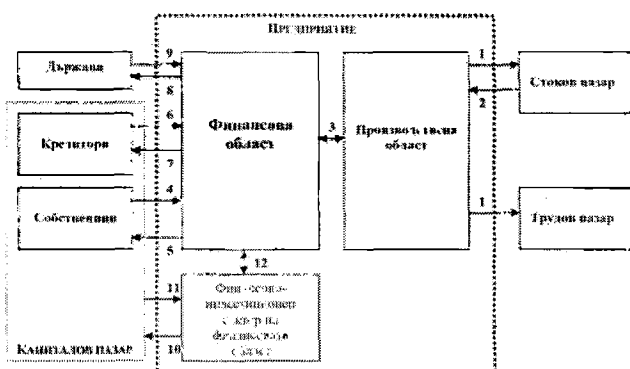 ПРЕДПРИЯТИЕ
Държава
9
8
Финансова
област
3
Производствена
област
1
2
Стоков пазар
6
Кредитори
7
4
Собственици
5
1
Трудов пазар
12
11
10
КАПИТАЛОВ ПАЗАР